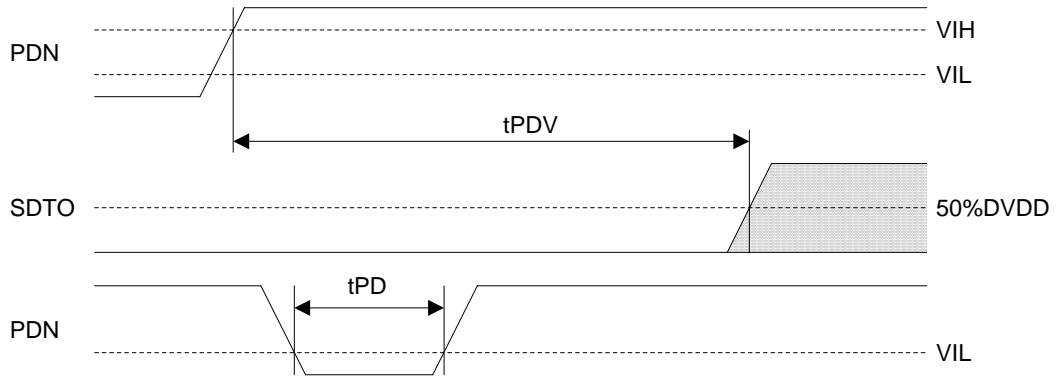 PDN
VIH
VIL
tPDV
SDTO
50%DVDD
tPD
PDN
VIL